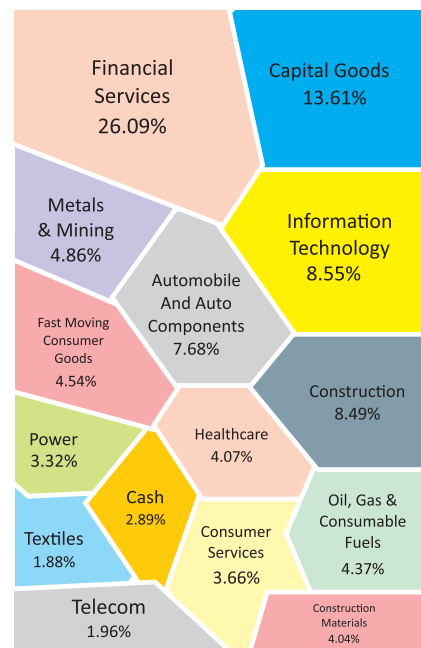 Financial
Services
26.09%
Capital Goods
13.61%
Metals
& Mining
4.86%
Information
Technology
8.55%
Automobile
And Auto
Components
7.68%
Fast Moving
Consumer
Goods
4.54%
Construction
8.49%
Power
3.32%
Healthcare
4.07%
Cash
2.89%
Oil, Gas &
Consumable
Fuels
4.37%
Textiles
1.88%
Consumer
Services
3.66%
Telecom
1.96%
Construction
Materials
4.04%